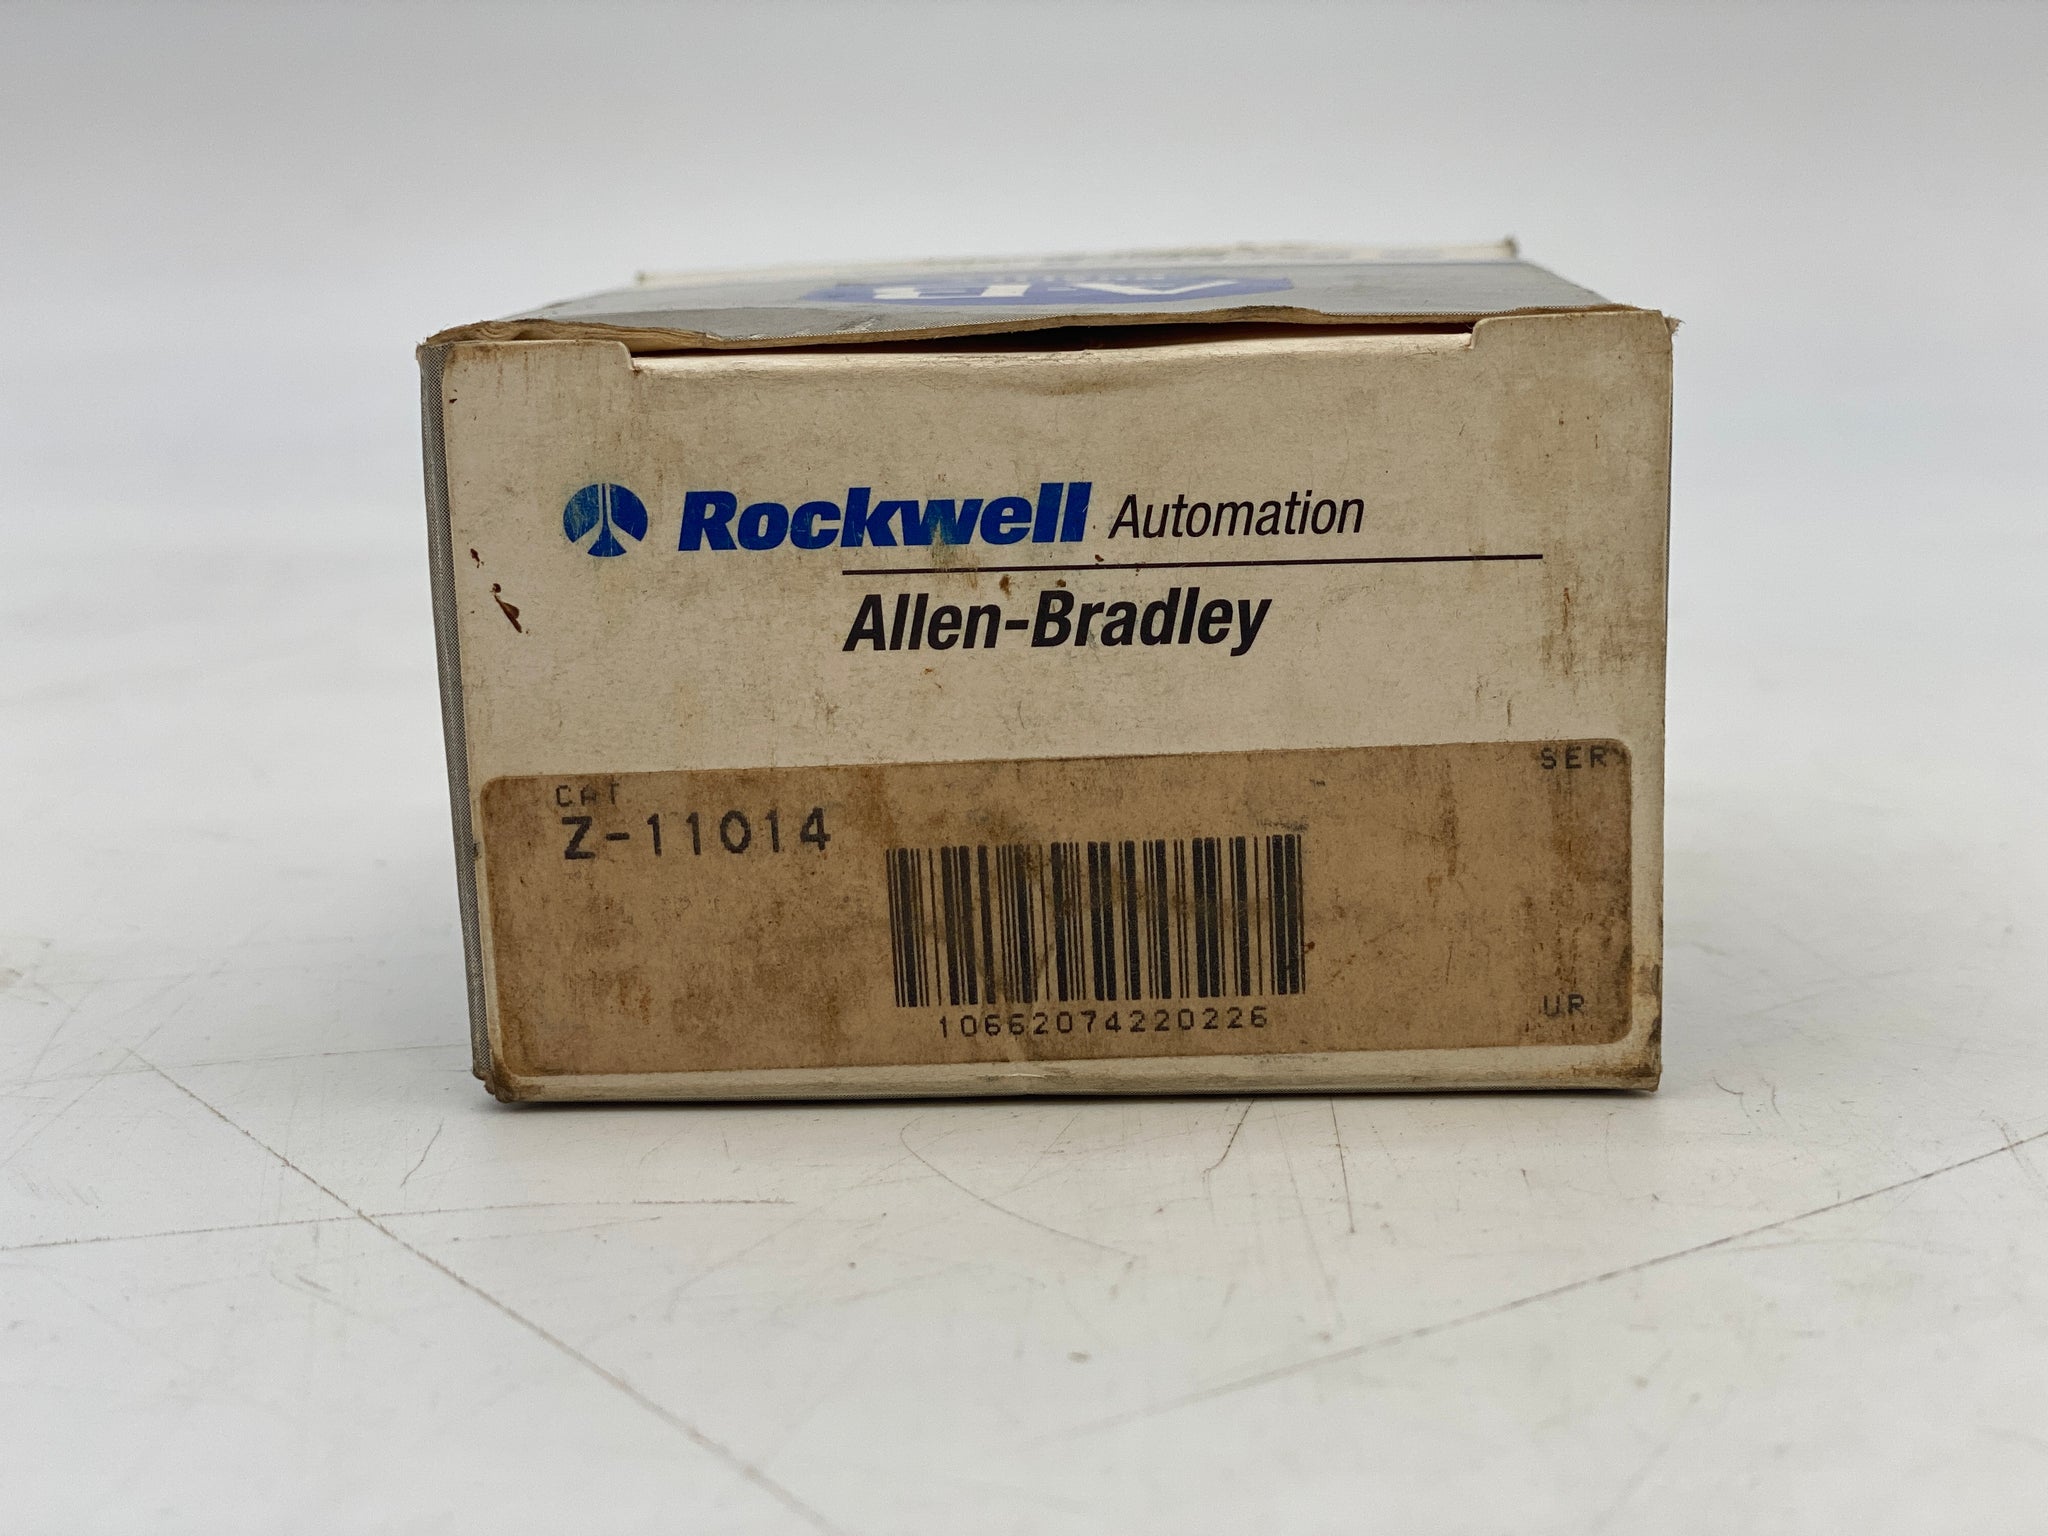 A-B
Rockwell Automation
Allen-Bradley
SER
CAT
Z-11014
10662074220226
UR